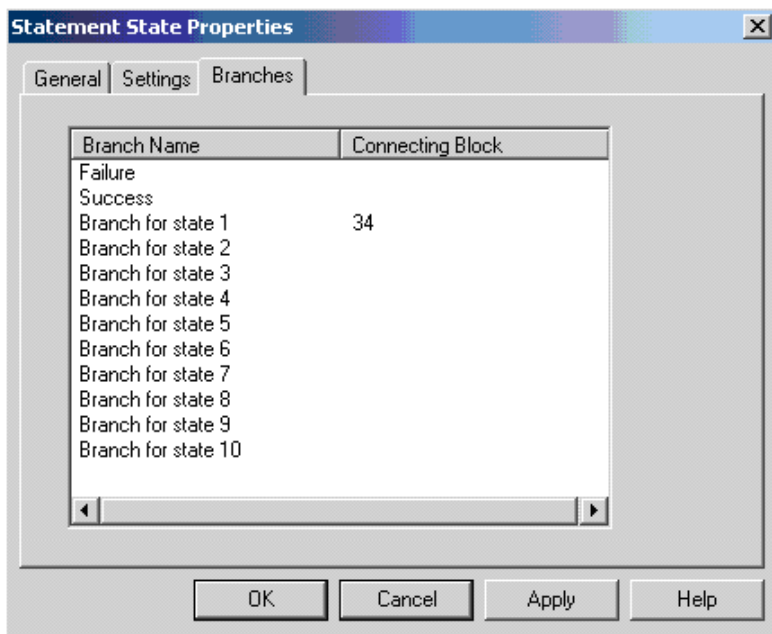 Statement State Properties
General Settings Branches
Branch Name Connecting Block
Failure
Success
Branch for state 1 34
Branch for state 2
Branch for state 3
Branch for state 4
Branch for state 5
Branch for state 6
Branch for state 7
Branch for state 8
Branch for state 9
Branch for state 10
OK Cancel Apply Help